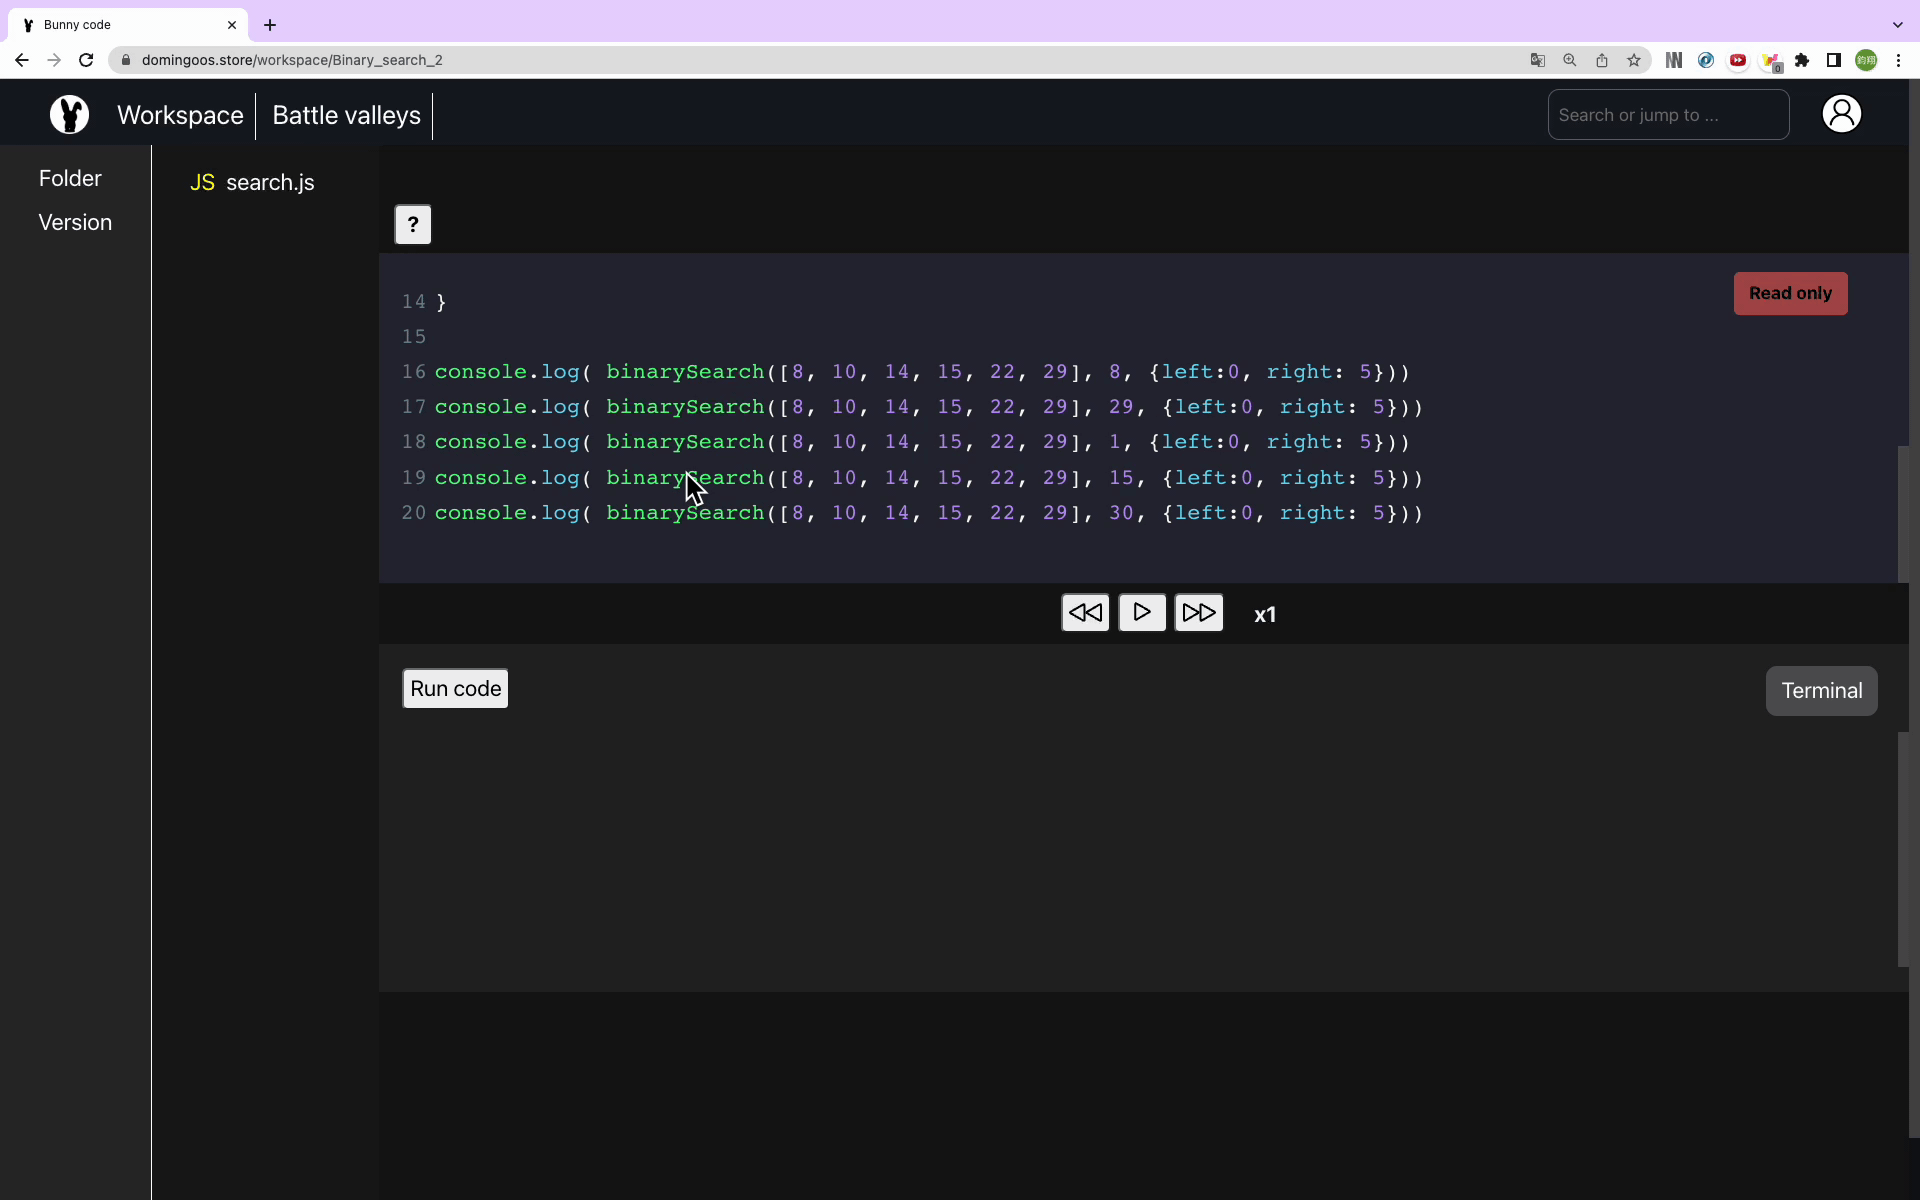 Bunny code
domingoos.store/workspace/Binary_search_2
0
鈞翔
Workspace
Battle valleys
Search or jump to ...
Folder
Version
JS search.js
?
Read only
14 }
15
16 console.log( binarySearch([8, 10, 14, 15, 22, 29], 8, {left:0, right: 5}))
17 console.log( binarySearch([8, 10, 14, 15, 22, 29], 29, {left:0, right: 5}))
18 console.log( binarySearch([8, 10, 14, 15, 22, 29], 1, {left:0, right: 5}))
19 console.log( binarySearch([8, 10, 14, 15, 22, 29], 15, {left:0, right: 5}))
20 console.log( binarySearch([8, 10, 14, 15, 22, 29], 30, {left:0, right: 5}))
x1
Run code
Terminal